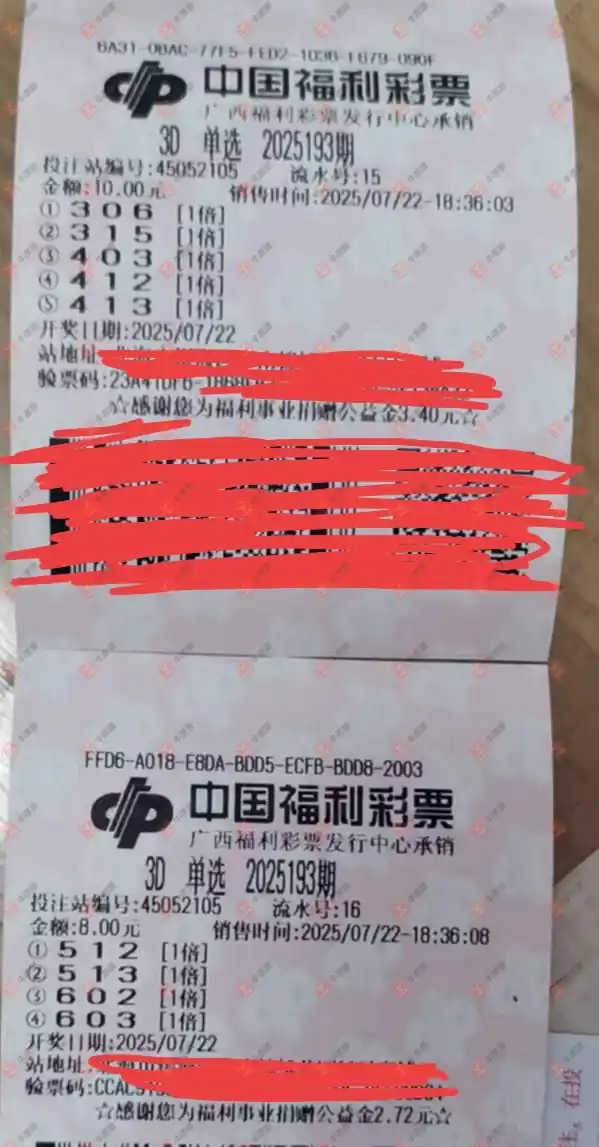 6A31-0BAC-77F5-FED2-103B-F679-090F
中国福利彩票
广西福利彩票发行中心承销
3D 单选 2025193期
投注站编号:45052105 流水号:15
金额:10.00元 销售时间:2025/07/22-18:36:03
① 3 0 6 [1倍]
② 3 1 5 [1倍]
③ 4 0 3 [1倍]
④ 4 1 2 [1倍]
⑤ 4 1 3 [1倍]
开奖日期:2025/07/22
站地址
验票码:23A41DFB-1868
☆感谢您为福利事业捐赠公益金3.40元☆
FFD6-A018-E8DA-BDD5-ECFB-BDD8-2003
中国福利彩票
广西福利彩票发行中心承销
3D 单选 2025193期
投注站编号:45052105 流水号:16
金额:8.00元 销售时间:2025/07/22-18:36:08
① 5 1 2 [1倍]
② 5 1 3 [1倍]
③ 6 0 2 [1倍]
④ 6 0 3 [1倍]
开奖日期:2025/07/22
站地址:
验票码:CCAC
☆感谢您为福利事业捐赠公益金2.72元☆
在投